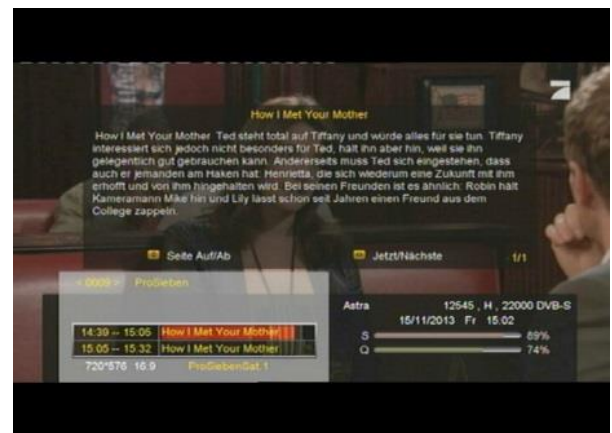 How I Met Your Mother
How I Met Your Mother Ted steht total auf Tiffany und würde alles für sie tun. Tiffany
interessiert sich jedoch nicht besonders für Ted, hält ihn aber hin, weil sie ihn
gelegentlich gut gebrauchen kann. Andererseits muss Ted sich eingestehen, dass
auch er jemanden am Haken hat: Henrietta, die sich wiederum eine Zukunft mit ihm
erhofft und von ihm hingehalten wird. Bei seinen Freunden ist es ähnlich: Robin hält
Kameramann Mike hin und Lily lässt schon seit Jahren einen Freund aus dem
College zappeln.
Seite Auf/Ab
Jetzt/Nächste
1/1
< 0009 > ProSieben
Astra 12545 , H , 22000 DVB-S
15/11/2013 Fr 15:02
14:39 -- 15:05 How I Met Your Mother
15:05 -- 15:32 How I Met Your Mother
S 89%
Q 74%
720*576 16:9 ProSiebenSat.1